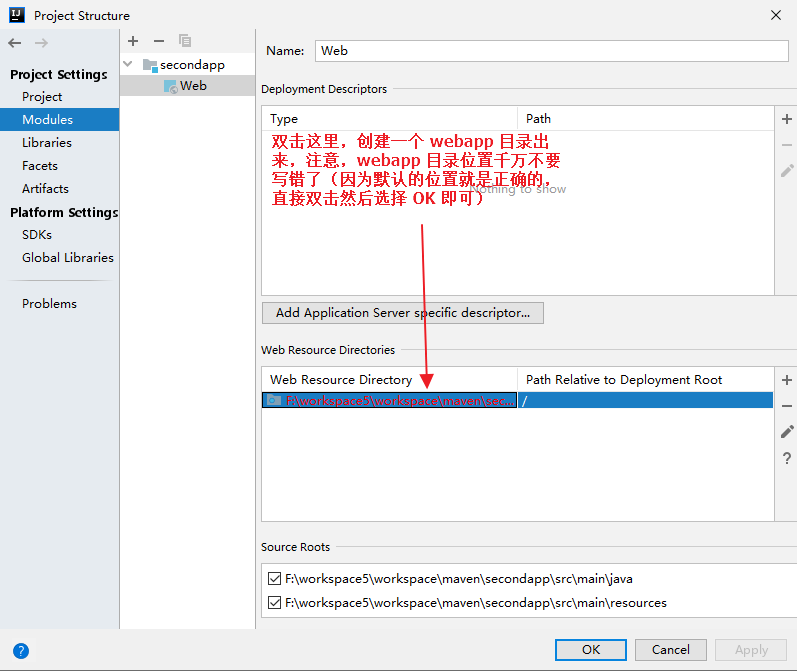 Project Structure
Project Settings
Project
Modules
Libraries
Facets
Artifacts
Platform Settings
SDKs
Global Libraries
Problems
secondapp
Web
Name: Web
Deployment Descriptors
Type Path
双击这里，创建一个 webapp 目录出
来，注意，webapp 目录位置千万不要
写错了（因为默认的位置就是正确的，
直接双击然后选择 OK 即可）
Nothing to show
Add Application Server specific descriptor...
Web Resource Directories
Web Resource Directory Path Relative to Deployment Root
F:\workspace5\workspace\maven\sec... /
Source Roots
F:\workspace5\workspace\maven\secondapp\src\main\java
F:\workspace5\workspace\maven\secondapp\src\main\resources
? OK Cancel Apply